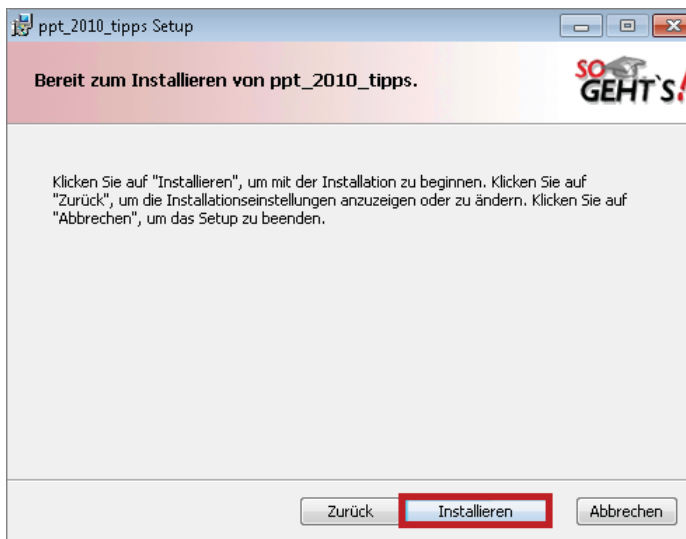 ppt_2010_tipps Setup
Bereit zum Installieren von ppt_2010_tipps.
SO
GEHT`S!
Klicken Sie auf "Installieren", um mit der Installation zu beginnen. Klicken Sie auf
"Zurück", um die Installationseinstellungen anzuzeigen oder zu ändern. Klicken Sie auf
"Abbrechen", um das Setup zu beenden.
Zurück
Installieren
Abbrechen